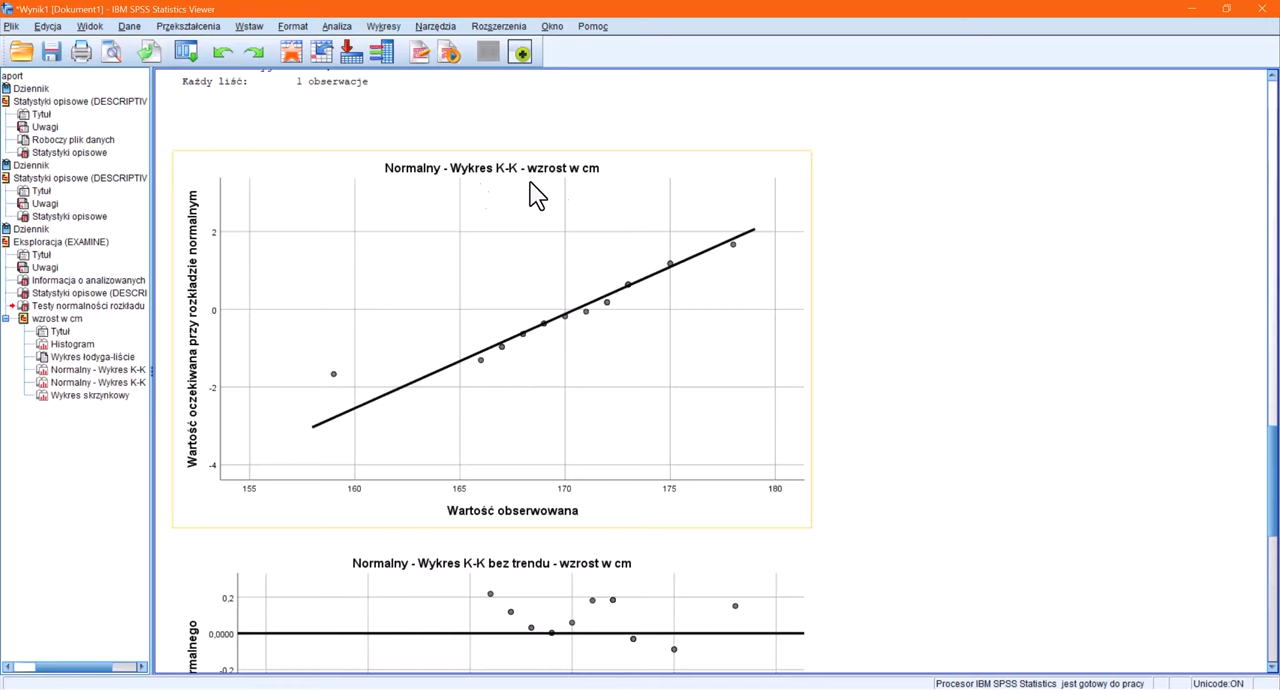 *Wynik1 [Dokument1] - IBM SPSS Statistics Viewer
Plik Edycja Widok Dane Przekształcenia Wstaw Format Analiza Wykresy Narzędzia Rozszerzenia Okno Pomoc
aport
Dziennik
Statystyki opisowe (DESCRIPTIV
Tytuł
Uwagi
Roboczy plik danych
Statystyki opisowe
Dziennik
Statystyki opisowe (DESCRIPTIV
Tytuł
Uwagi
Statystyki opisowe
Dziennik
Eksploracja (EXAMINE)
Tytuł
Uwagi
Informacja o analizowanych
Statystyki opisowe (DESCRI
Testy normalności rozkładu
wzrost w cm
Tytuł
Histogram
Wykres łodyga-liście
Normalny - Wykres K-K
Normalny - Wykres K-K
Wykres skrzynkowy
Każdy liść: 1 obserwacje
Normalny - Wykres K-K - wzrost w cm
Wartość oczekiwana przy rozkładzie normalnym
2
0
-2
-4
155 160 165 170 175 180
Wartość obserwowana
Normalny - Wykres K-K bez trendu - wzrost w cm
0,2
0,0000
-0,2
rmalnego
Procesor IBM SPSS Statistics jest gotowy do pracy
Unicode:ON